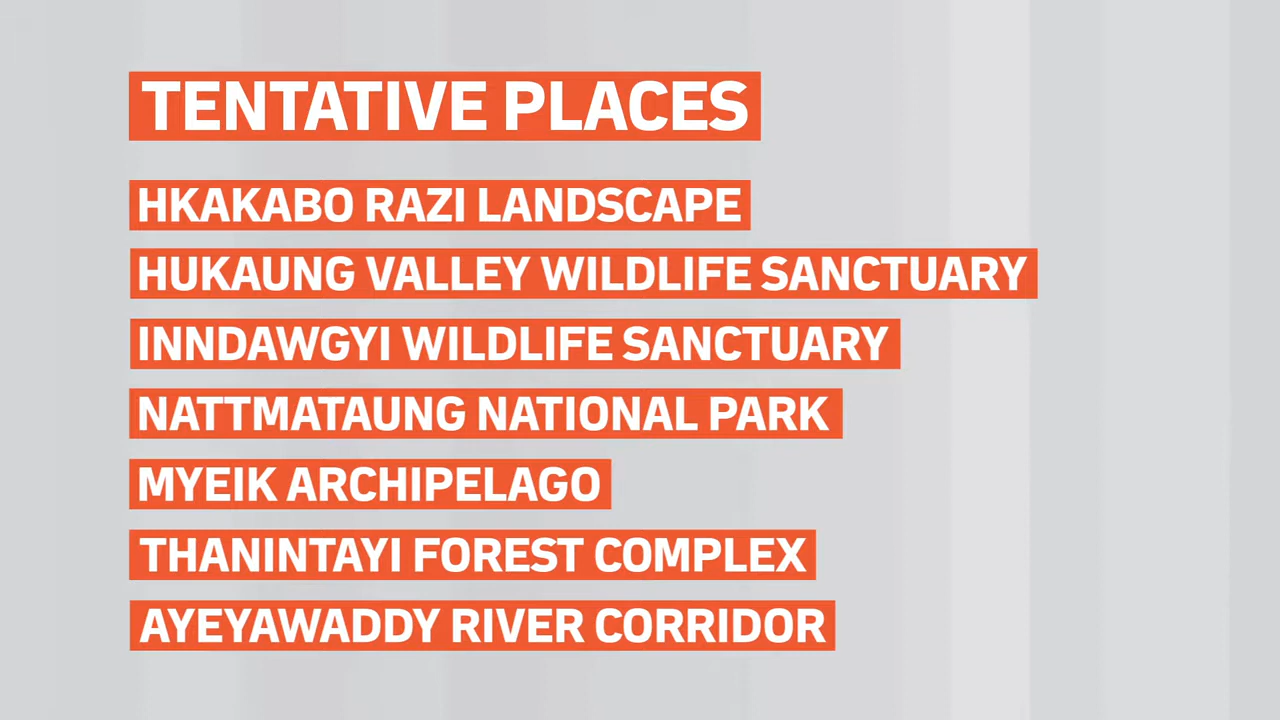 TENTATIVE PLACES
HKAKABO RAZI LANDSCAPE
HUKAUNG VALLEY WILDLIFE SANCTUARY
INNDAWGYI WILDLIFE SANCTUARY
NATTMATAUNG NATIONAL PARK
MYEIK ARCHIPELAGO
THANINTAYI FOREST COMPLEX
AYEYAWADDY RIVER CORRIDOR